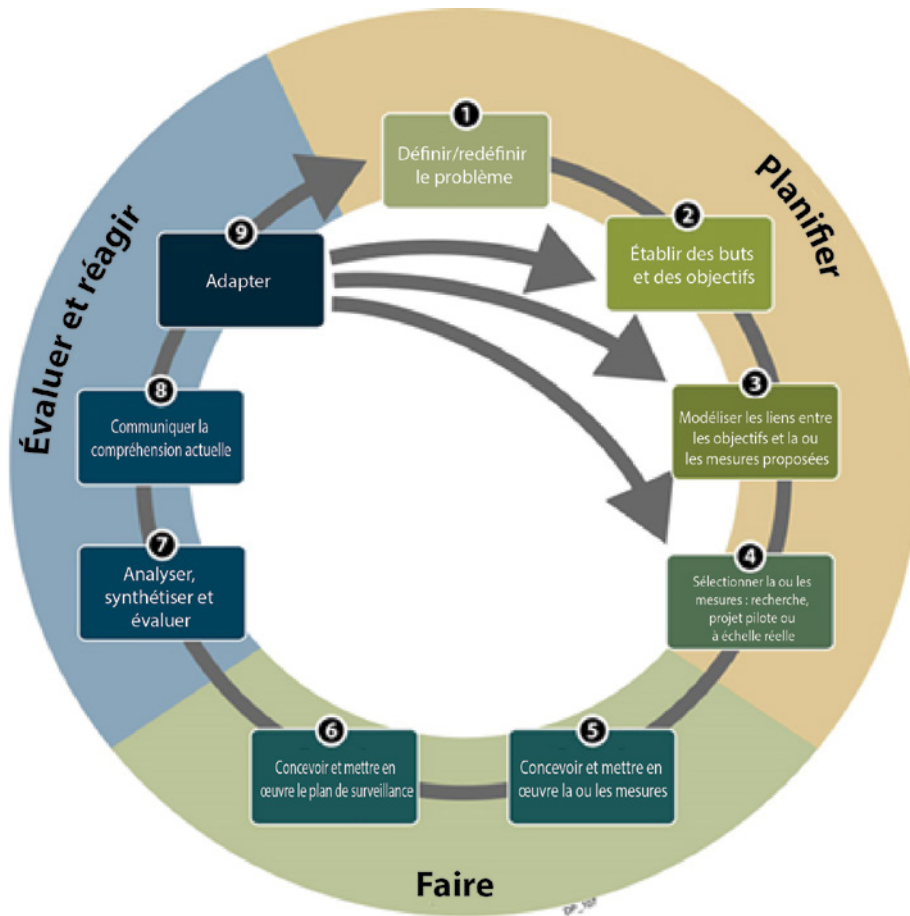 1
Définir/redéfinir
le problème
2
Établir des buts
et des objectifs
Planifier
3
Modéliser les liens entre
les objectifs et la ou
les mesures proposées
4
Sélectionner la ou les
mesures : recherche,
projet pilote ou
à échelle réelle
5
Concevoir et mettre en
œuvre la ou les mesures
6
Concevoir et mettre en
œuvre le plan de surveillance
Faire
7
Analyser,
synthétiser et
évaluer
8
Communiquer la
compréhension actuelle
9
Adapter
Évaluer et réagir